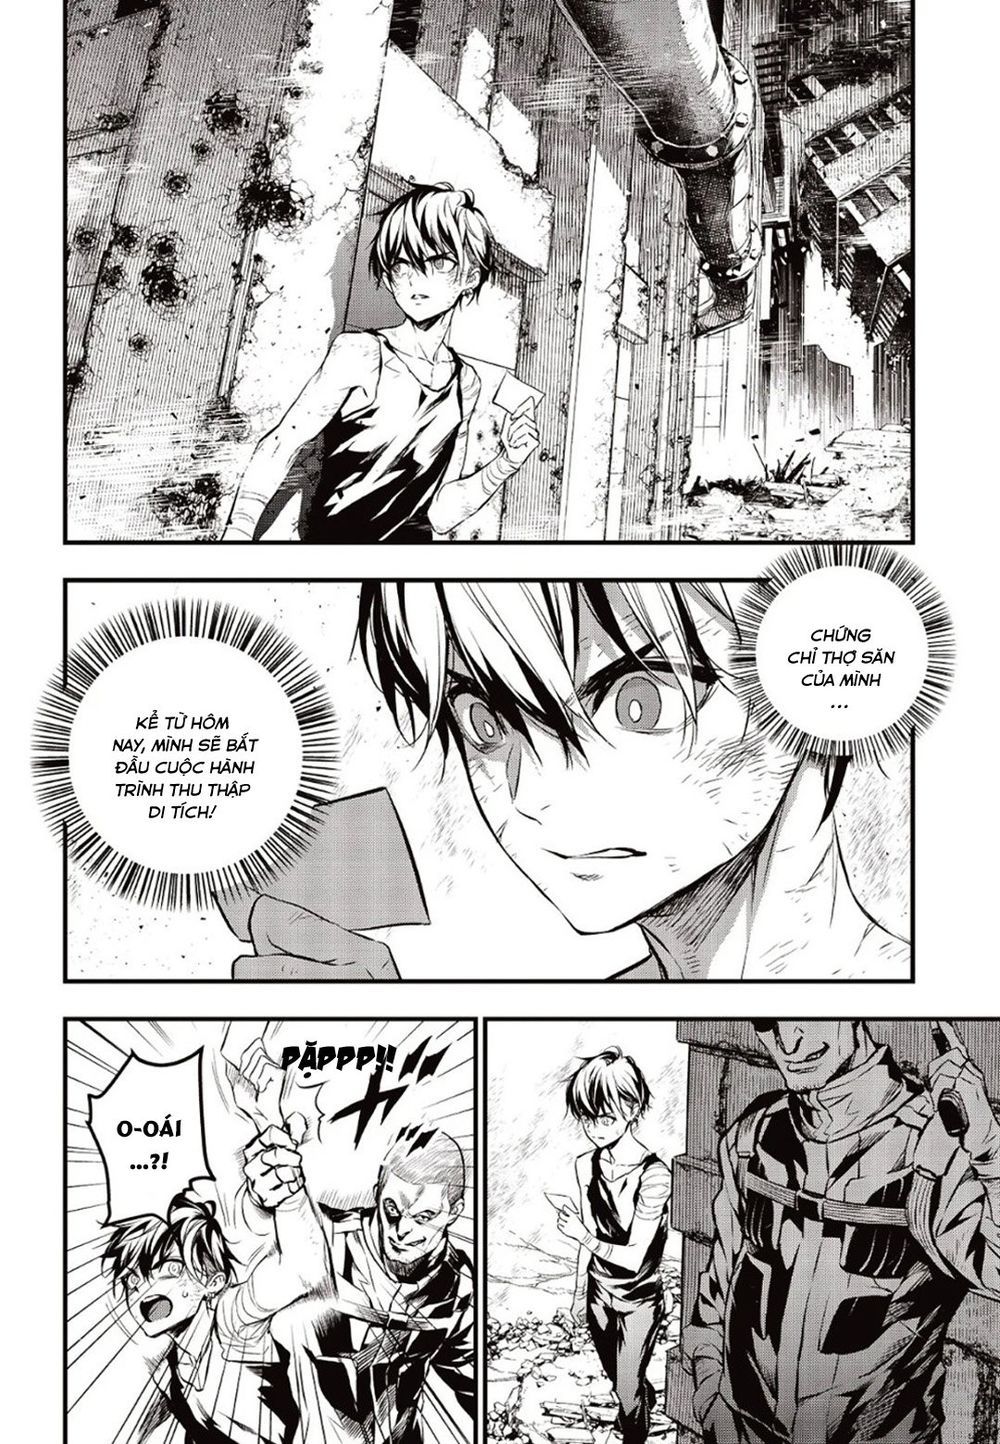 CHỨNG
CHỈ THỢ SĂN
CỦA MÌNH
...
KỂ TỪ HÔM
NAY, MÌNH SẼ BẮT
ĐẦU CUỘC HÀNH
TRÌNH THU THẬP
DI TÍCH!
PẶPPP!!
O-OÁI
...?!